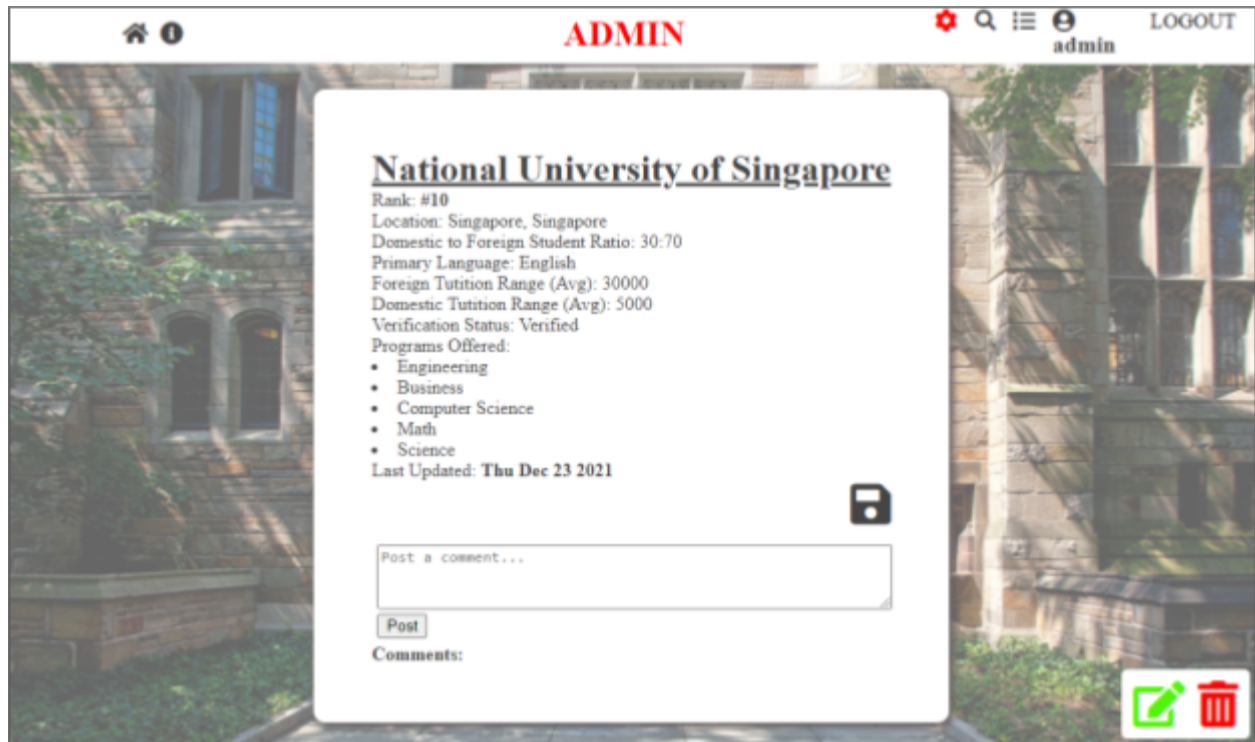 ADMIN
admin
LOGOUT
National University of Singapore
Rank: #10
Location: Singapore, Singapore
Domestic to Foreign Student Ratio: 30:70
Primary Language: English
Foreign Tutition Range (Avg): 30000
Domestic Tutition Range (Avg): 5000
Verification Status: Verified
Programs Offered:
• Engineering
• Business
• Computer Science
• Math
• Science
Last Updated: Thu Dec 23 2021
Post a comment...
Post
Comments: